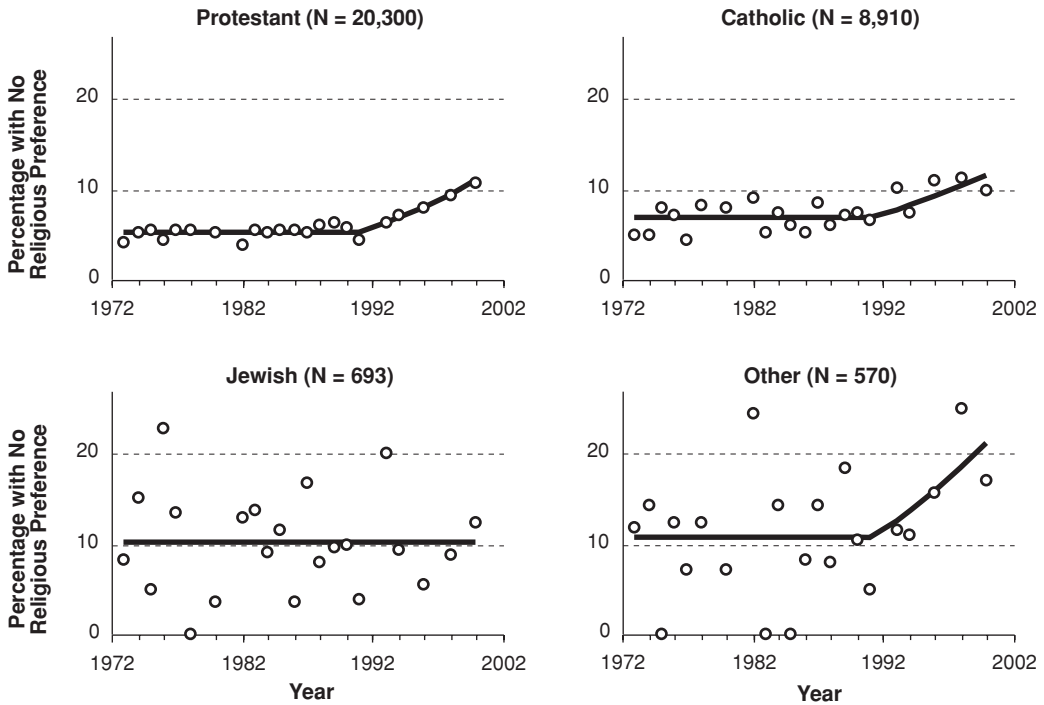 Protestant (N = 20,300)
Percentage with No
Religious Preference
20
10
0
1972 1982 1992 2002
Catholic (N = 8,910)
20
10
0
1972 1982 1992 2002
Jewish (N = 693)
Percentage with No
Religious Preference
20
10
0
1972 1982 1992 2002
Year
Other (N = 570)
20
10
0
1972 1982 1992 2002
Year